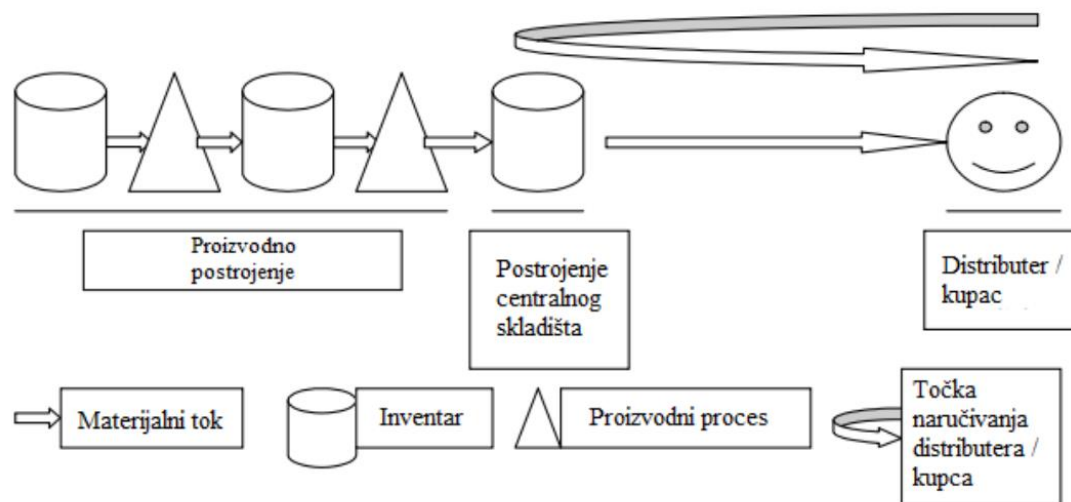 Proizvodno
postrojenje
Postrojenje
centralnog
skladišta
Distributer /
kupac
Materijalni tok
Inventar
Proizvodni proces
Točka
naručivanja
distributera /
kupca